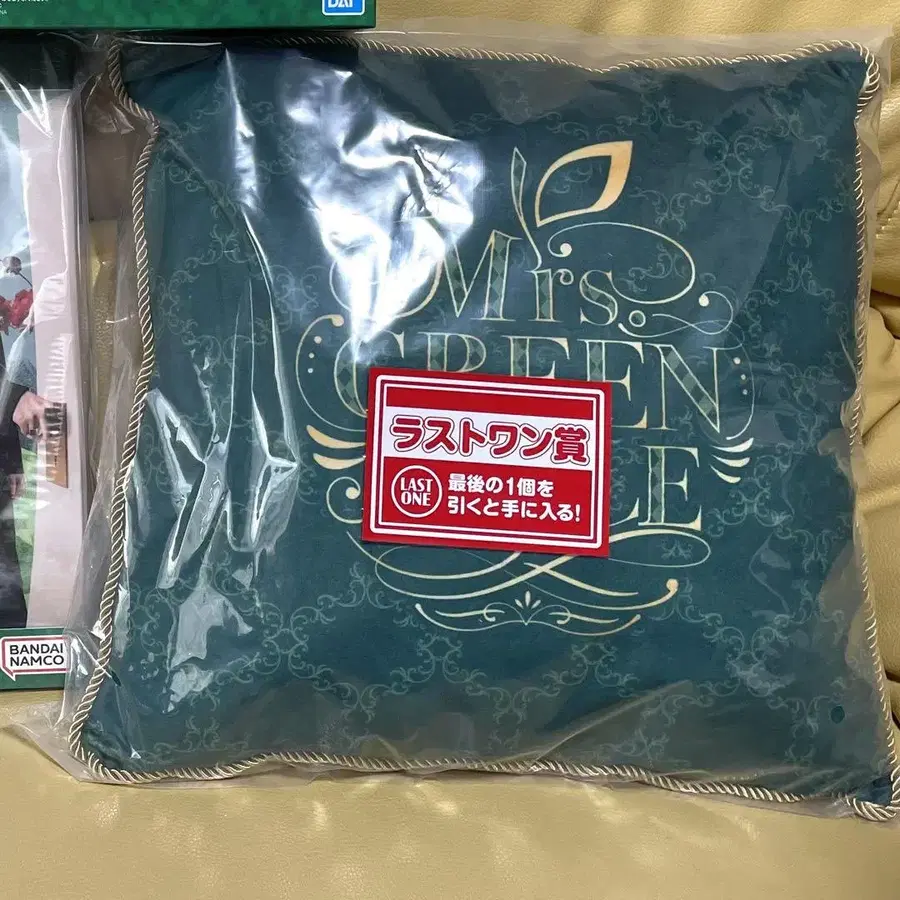 BANDAI
NAMCO
Mrs.
GREEN
ラストワン賞
LAST
ONE
最後の1個を
引くと手に入る!